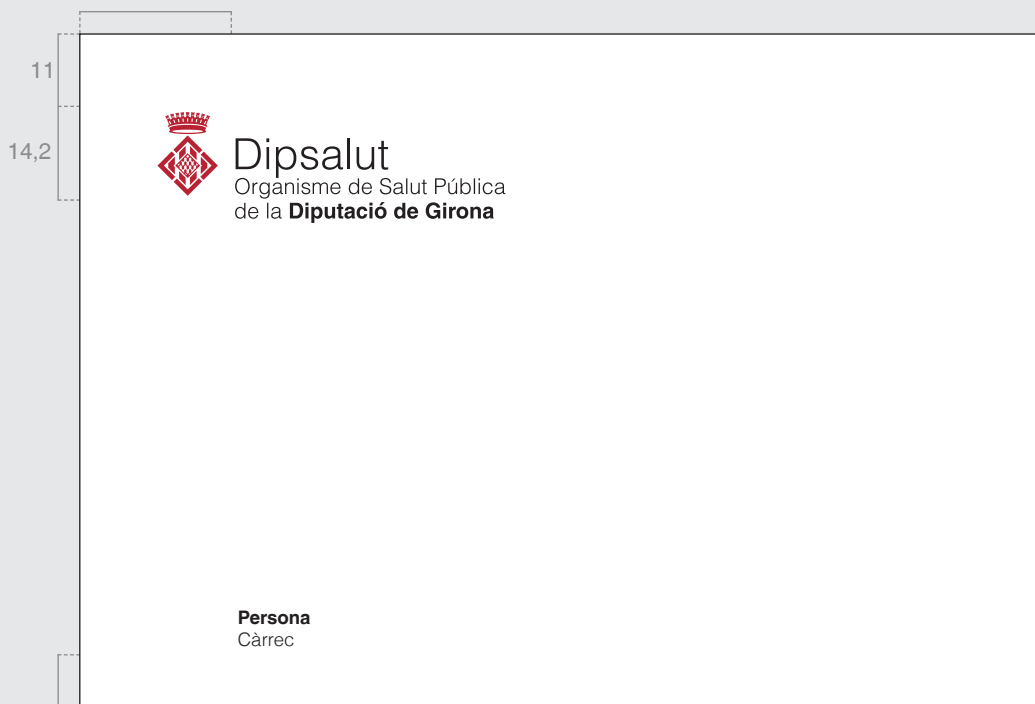 11
14,2
Dipsalut
Organisme de Salut Pública
de la Diputació de Girona
Persona
Càrrec